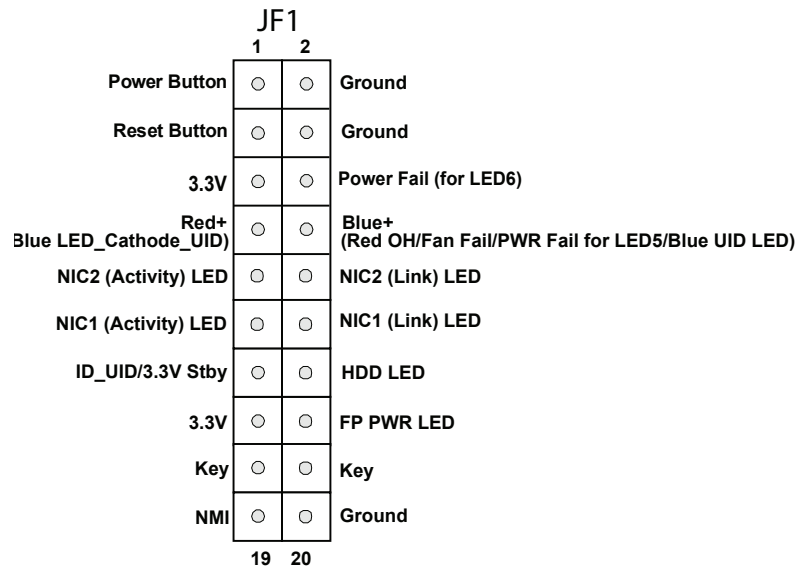 JF1
1 2
Power Button Ground
Reset Button Ground
3.3V Power Fail (for LED6)
Red+ Blue+
Blue LED_Cathode_UID) (Red OH/Fan Fail/PWR Fail for LED5/Blue UID LED)
NIC2 (Activity) LED NIC2 (Link) LED
NIC1 (Activity) LED NIC1 (Link) LED
ID_UID/3.3V Stby HDD LED
3.3V FP PWR LED
Key Key
NMI Ground
19 20